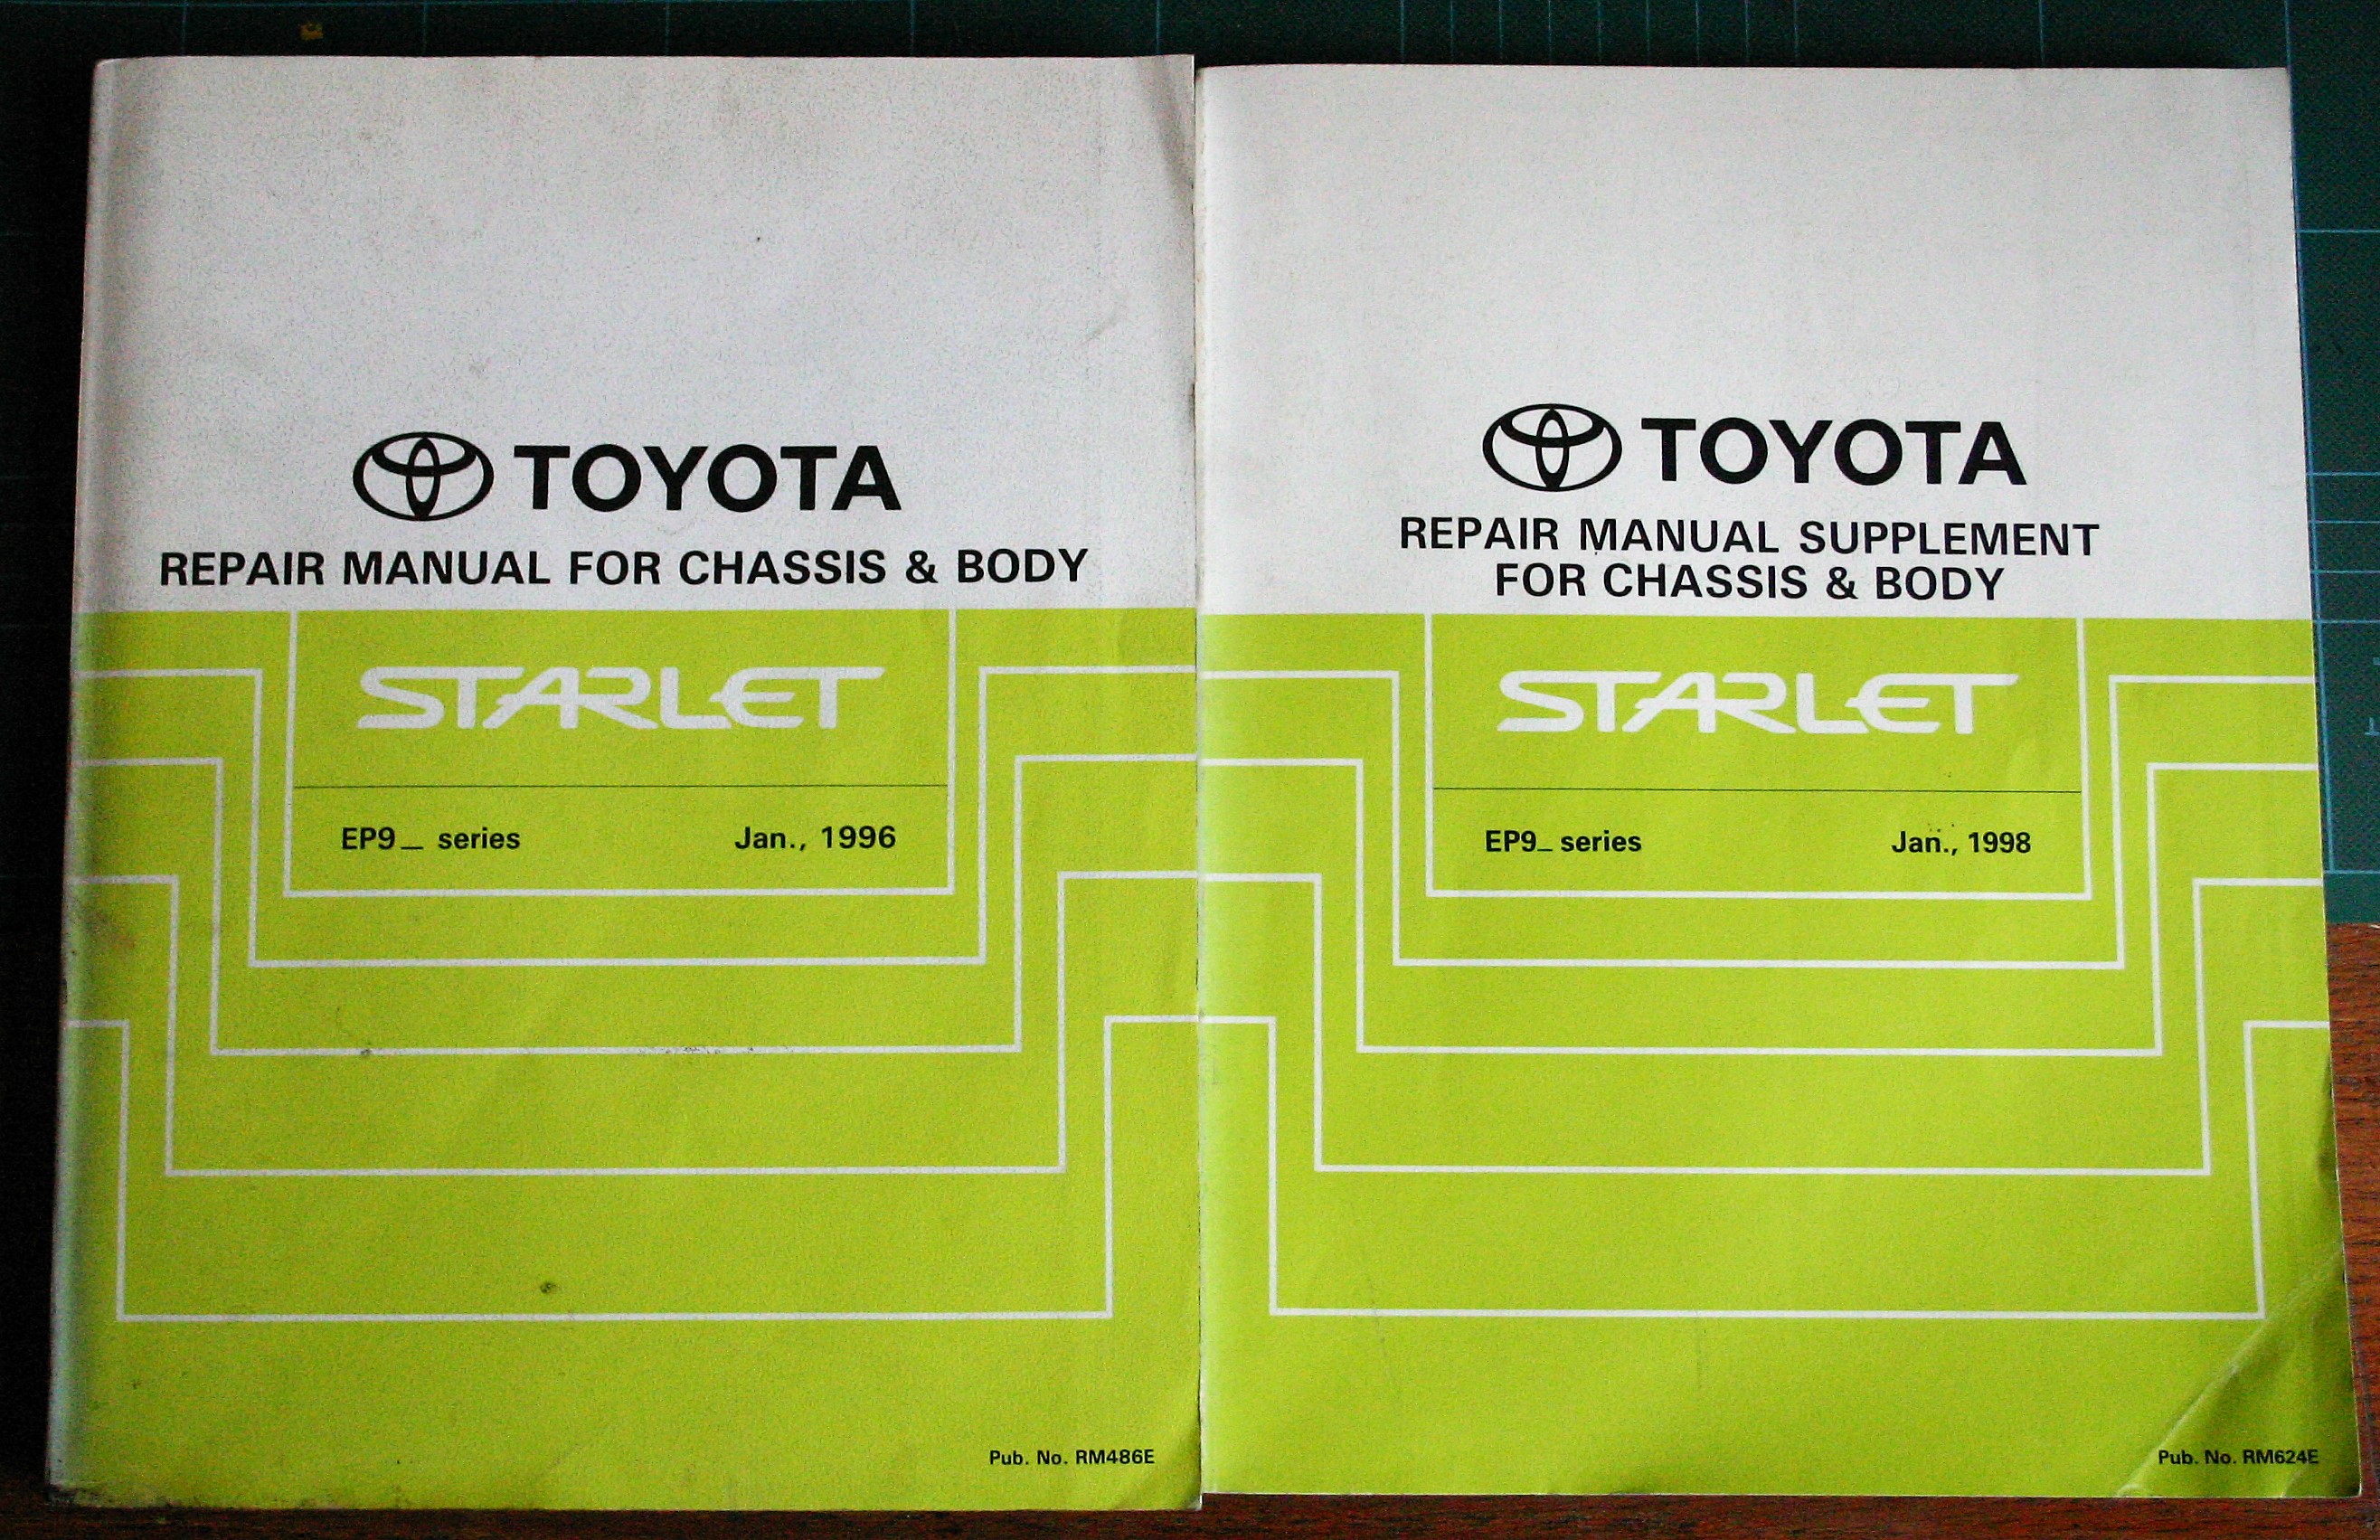 TOYOTA
REPAIR MANUAL FOR CHASSIS & BODY
STARLET
EP9_ series
Jan., 1996
Pub. No. RM486E
TOYOTA
REPAIR MANUAL SUPPLEMENT
FOR CHASSIS & BODY
STARLET
EP9_ series
Jan., 1998
Pub. No. RM624E